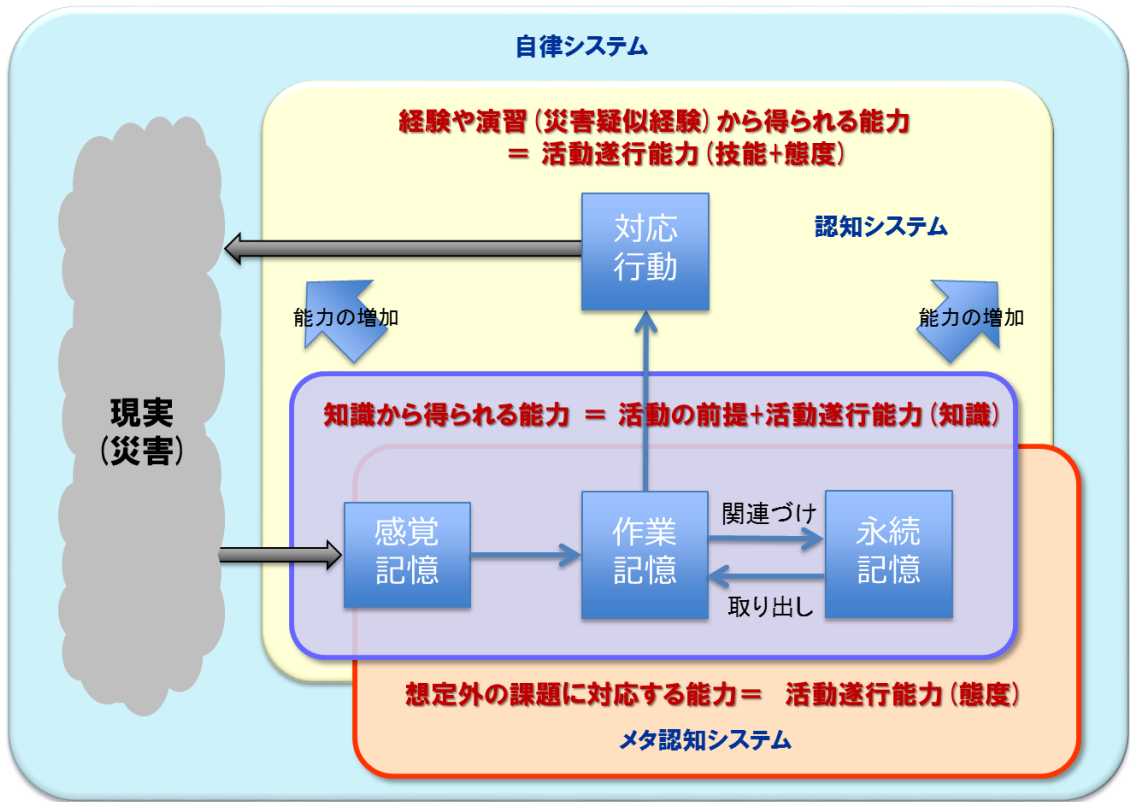 自律システム
経験や演習(災害疑似経験)から得られる能力
= 活動遂行能力(技能+態度)
対応
行動
認知システム
能力の増加
能力の増加
現実
(災害)
知識から得られる能力 = 活動の前提+活動遂行能力(知識)
感覚
記憶
作業
記憶
関連づけ
取り出し
永続
記憶
想定外の課題に対応する能力= 活動遂行能力(態度)
メタ認知システム